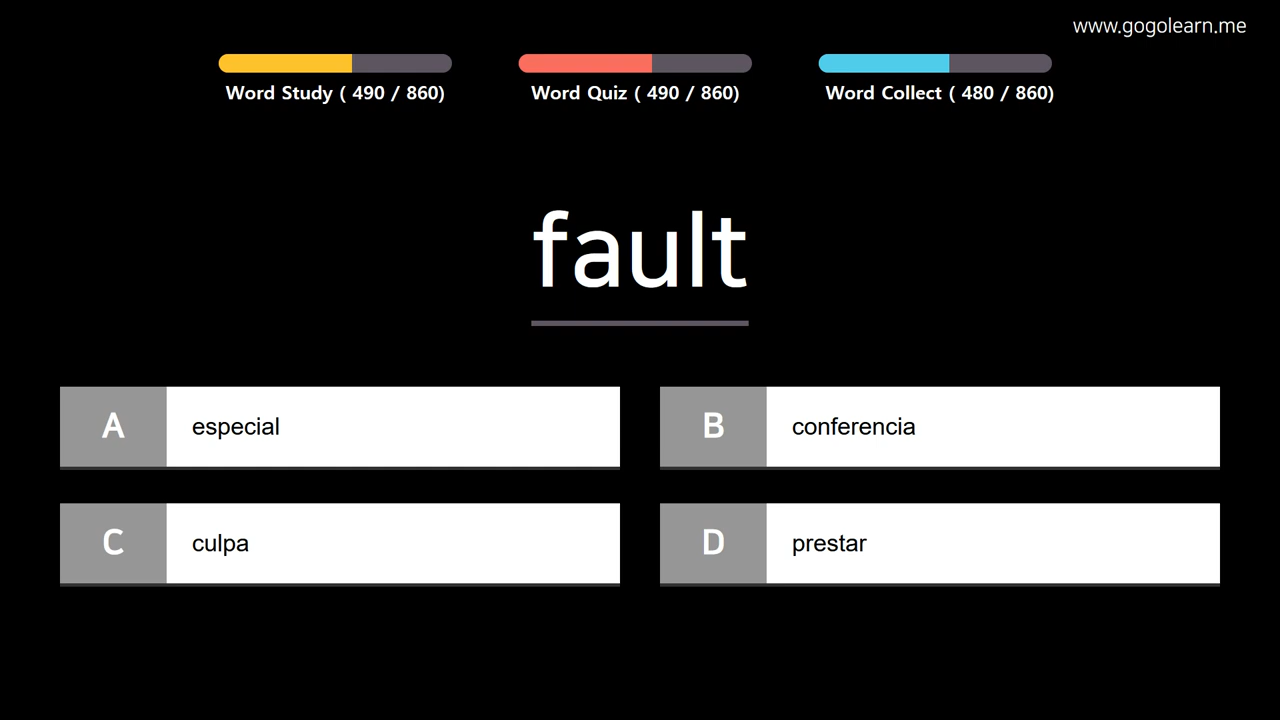 www.gogolearn.me
Word Study ( 490 / 860)
Word Quiz ( 490 / 860)
Word Collect ( 480 / 860)
fault
A especial
B conferencia
C culpa
D prestar